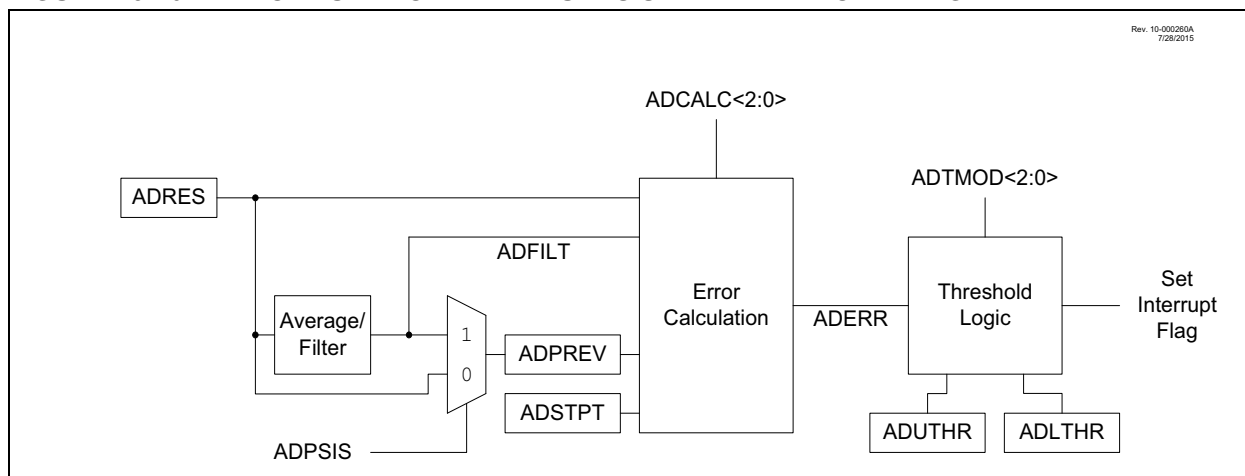 Rev. 10-000260A
7/28/2015
ADCALC<2:0>
ADRES
ADTMOD<2:0>
ADFILT
Error
Calculation
Threshold
Logic
Set
Interrupt
Flag
ADERR
Average/
Filter
1
0
ADPREV
ADSTPT
ADUTHR
ADLTHR
ADPSIS